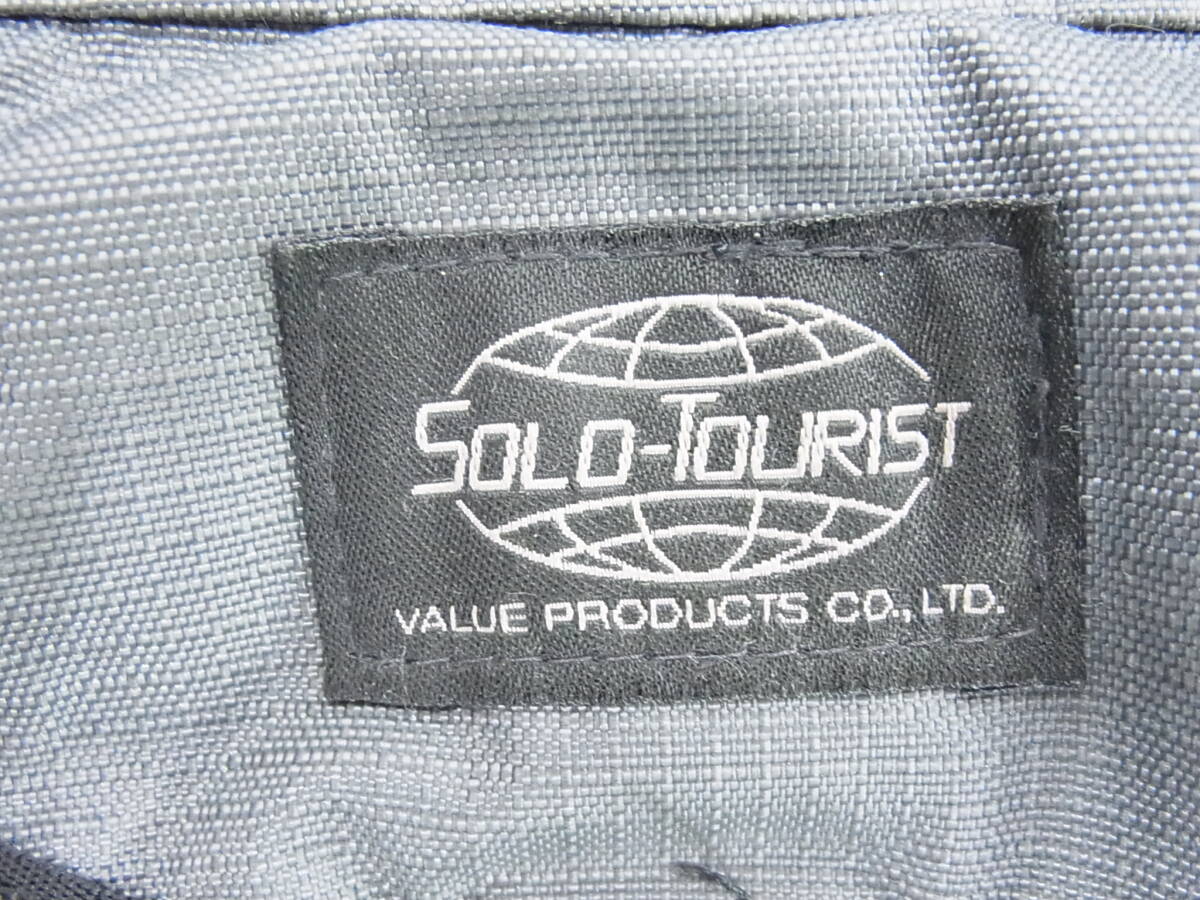 SOLO-TOURIST
VALUE PRODUCTS CO., LTD.